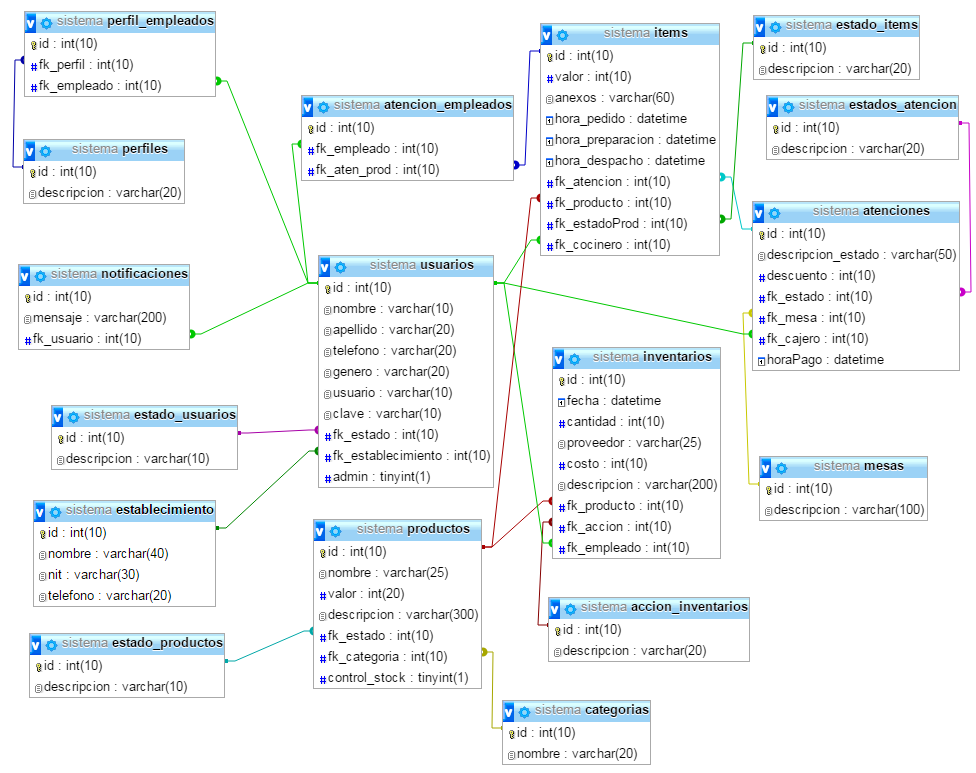 sistema perfil_empleados
id : int(10)
fk_perfil : int(10)
fk_empleado : int(10)
sistema perfiles
id : int(10)
descripcion : varchar(20)
sistema notificaciones
id : int(10)
mensaje : varchar(200)
fk_usuario : int(10)
sistema estado_usuarios
id : int(10)
descripcion : varchar(10)
sistema establecimiento
id : int(10)
nombre : varchar(40)
nit : varchar(30)
telefono : varchar(20)
sistema estado_productos
id : int(10)
descripcion : varchar(10)
sistema atencion_empleados
id : int(10)
fk_empleado : int(10)
fk_aten_prod : int(10)
sistema usuarios
id : int(10)
nombre : varchar(10)
apellido : varchar(20)
telefono : varchar(20)
genero : varchar(20)
usuario : varchar(10)
clave : varchar(10)
fk_estado : int(10)
fk_establecimiento : int(10)
admin : tinyint(1)
sistema productos
id : int(10)
nombre : varchar(25)
valor : int(20)
descripcion : varchar(300)
fk_estado : int(10)
fk_categoria : int(10)
control_stock : tinyint(1)
sistema items
id : int(10)
valor : int(10)
anexos : varchar(60)
hora_pedido : datetime
hora_preparacion : datetime
hora_despacho : datetime
fk_atencion : int(10)
fk_producto : int(10)
fk_estadoProd : int(10)
fk_cocinero : int(10)
sistema inventarios
id : int(10)
fecha : datetime
cantidad : int(10)
proveedor : varchar(25)
costo : int(10)
descripcion : varchar(200)
fk_producto : int(10)
fk_accion : int(10)
fk_empleado : int(10)
sistema accion_inventarios
id : int(10)
descripcion : varchar(20)
sistema categorias
id : int(10)
nombre : varchar(20)
sistema estado_items
id : int(10)
descripcion : varchar(20)
sistema estados_atencion
id : int(10)
descripcion : varchar(20)
sistema atenciones
id : int(10)
descripcion_estado : varchar(50)
descuento : int(10)
fk_estado : int(10)
fk_mesa : int(10)
fk_cajero : int(10)
horaPago : datetime
sistema mesas
id : int(10)
descripcion : varchar(100)